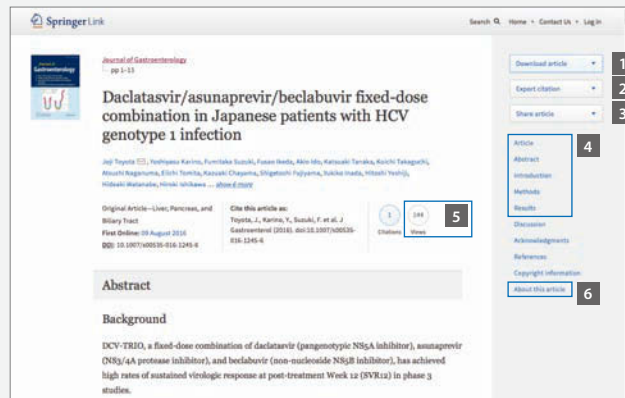 Springer Link
Search Home • Contact Us • Log in
Journal of Gastroenterology
pp 1–13
Daclatasvir/asunaprevir/beclabuvir fixed-dose
combination in Japanese patients with HCV
genotype 1 infection
Joji Toyota, Yoshiyasu Karino, Fumitaka Suzuki, Fusao Ikeda, Akio Ido, Katsuaki Tanaka, Koichi Takaguchi,
Atsushi Naganuma, Eiichi Tomita, Kazuaki Chayama, Shigetoshi Fujiyama, Yukiko Inada, Hitoshi Yoshiji,
Hideaki Watanabe, Hiroki Ishikawa ... show 6 more
Original Article—Liver, Pancreas, and
Biliary Tract
First Online: 09 August 2016
DOI: 10.1007/s00535-016-1245-6
Cite this article as:
Toyota, J., Karino, Y., Suzuki, F. et al. J
Gastroenterol (2016). doi:10.1007/s00535-
016-1245-6
1
Citations
Views
5
Abstract
Background
DCV-TRIO, a fixed-dose combination of daclatasvir (pangenotypic NS5A inhibitor), asunaprevir
(NS3/4A protease inhibitor), and beclabuvir (non-nucleoside NS5B inhibitor), has achieved
high rates of sustained virologic response at post-treatment Week 12 (SVR12) in phase 3
studies.
Download article
1
Export citation
2
Share article
3
Article
4
Abstract
Introduction
Methods
Results
Discussion
Acknowledgments
References
Copyright information
About this article
6